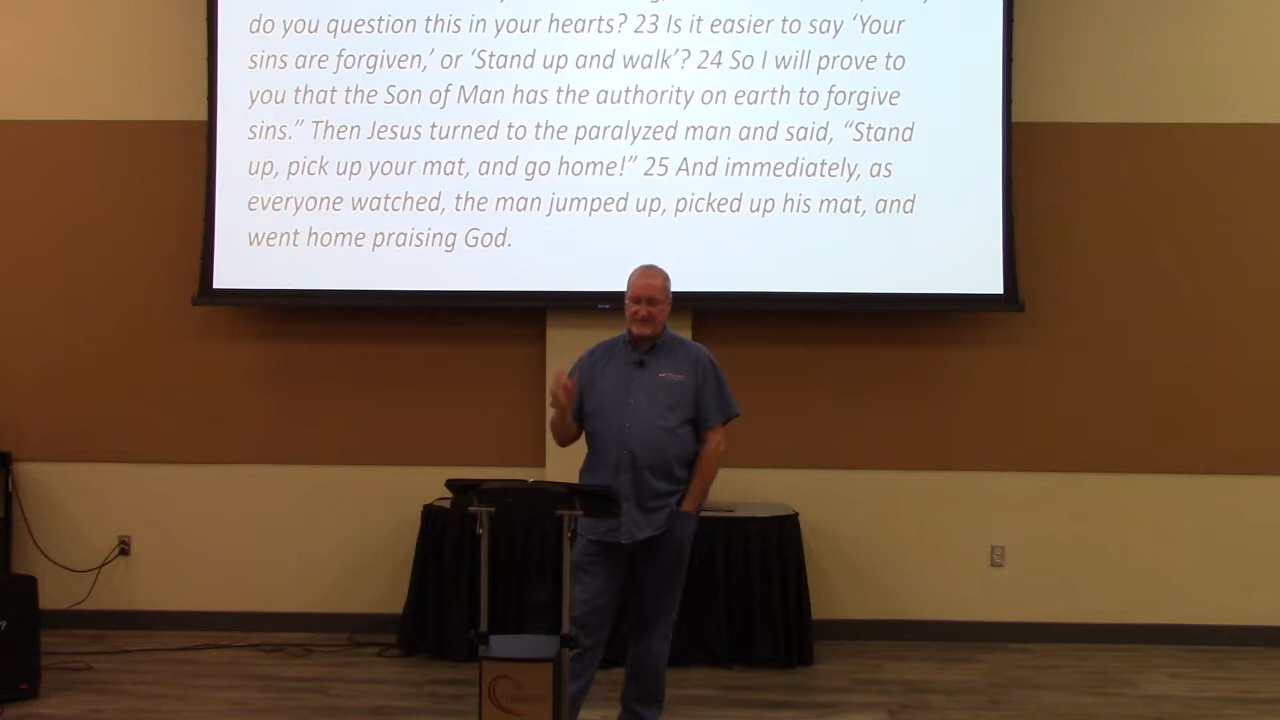 do you question this in your hearts? 23 Is it easier to say ‘Your
sins are forgiven,’ or ‘Stand up and walk’? 24 So I will prove to
you that the Son of Man has the authority on earth to forgive
sins.” Then Jesus turned to the paralyzed man and said, “Stand
up, pick up your mat, and go home!” 25 And immediately, as
everyone watched, the man jumped up, picked up his mat, and
went home praising God.